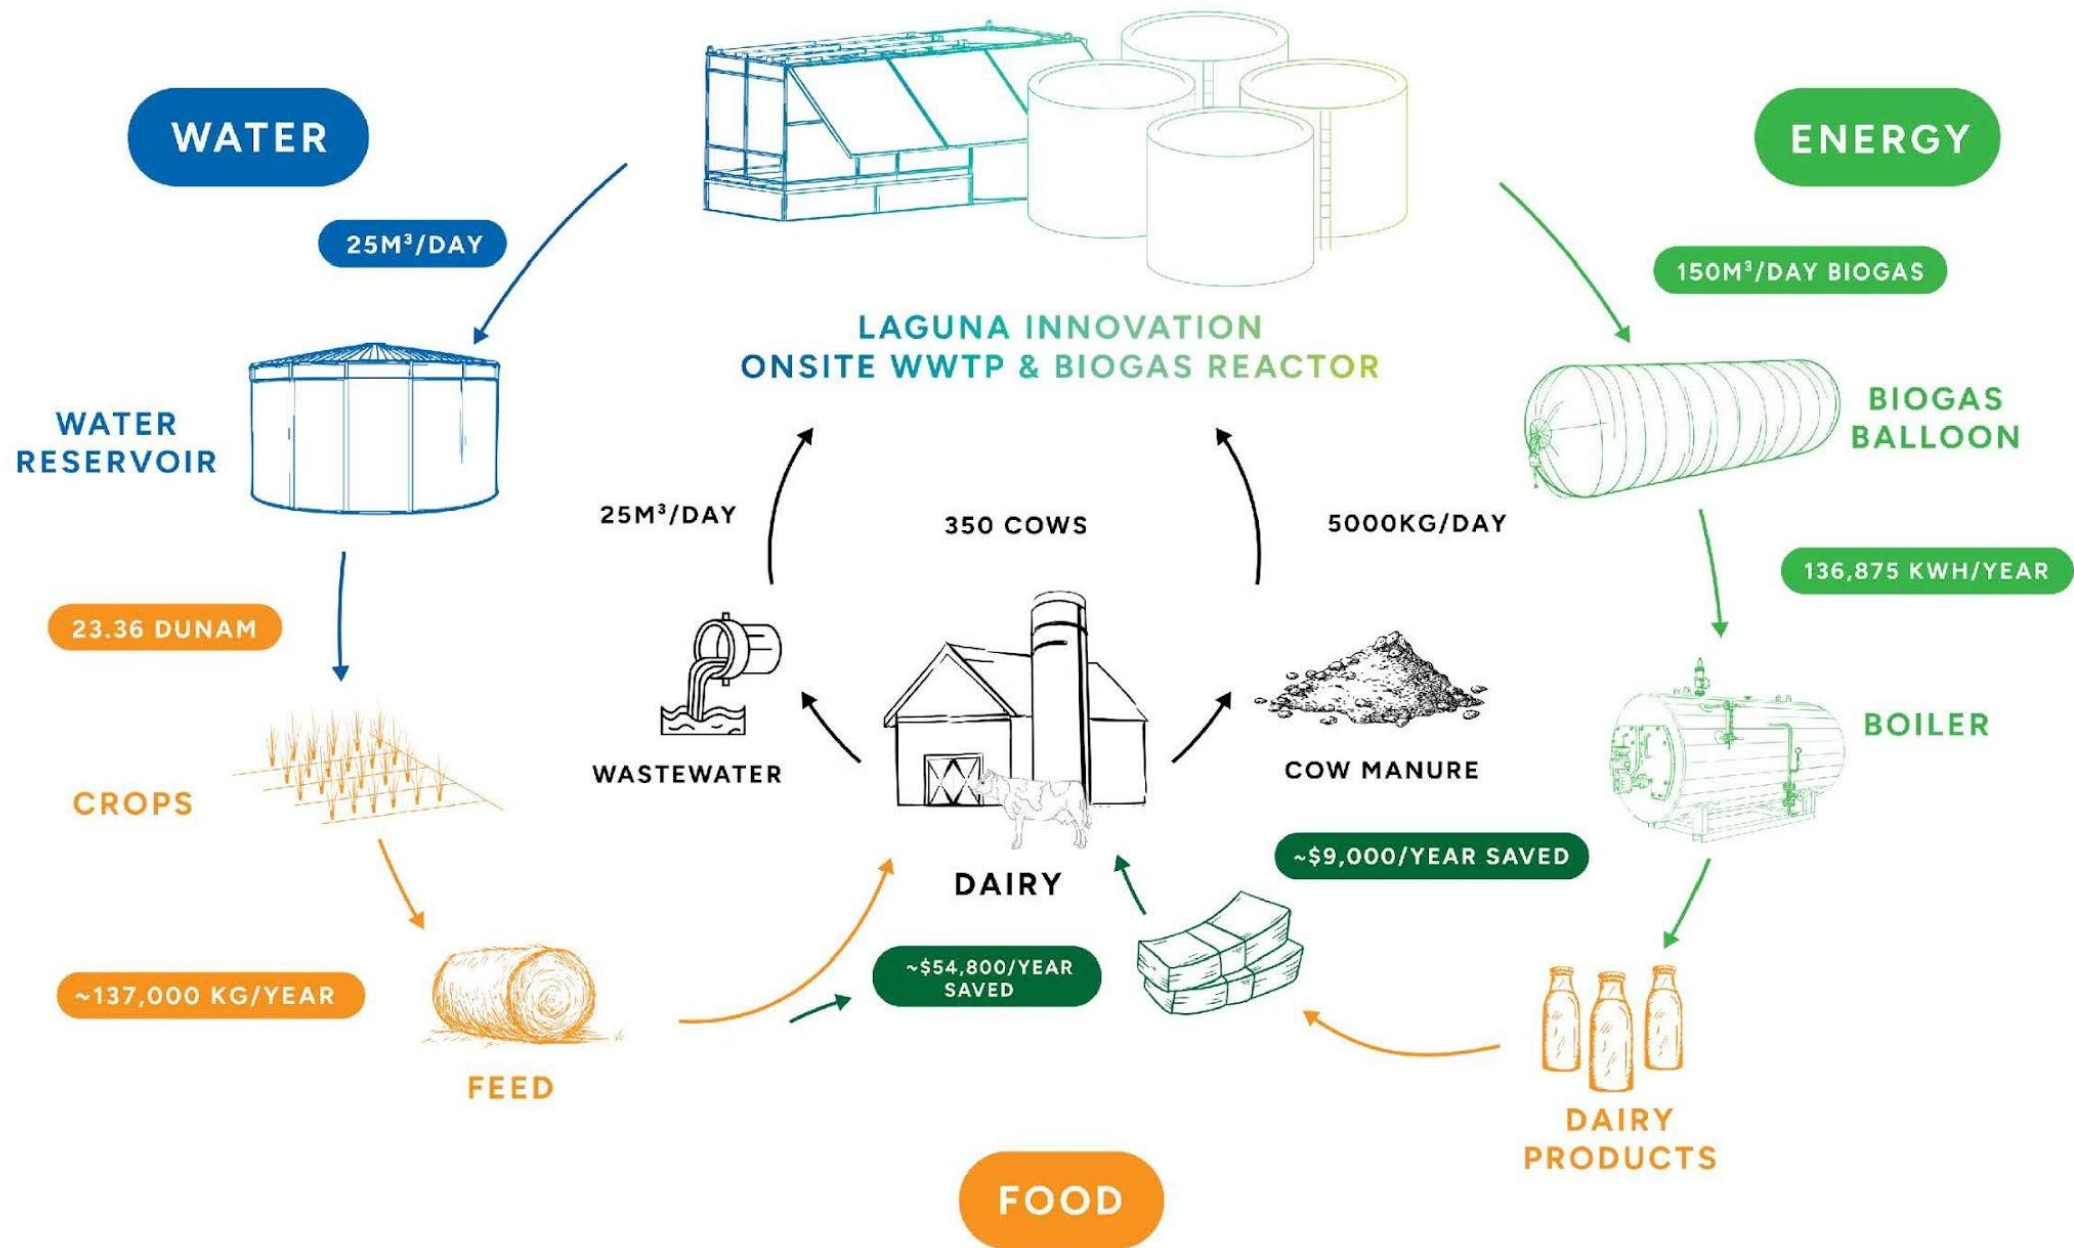 WATER
ENERGY
25M³/DAY
150M³/DAY BIOGAS
LAGUNA INNOVATION
ONSITE WWTP & BIOGAS REACTOR
WATER
RESERVOIR
BIOGAS
BALLOON
25M³/DAY
350 COWS
5000KG/DAY
136,875 KWH/YEAR
23.36 DUNAM
WASTEWATER
COW MANURE
BOILER
CROPS
DAIRY
~$9,000/YEAR SAVED
~$54,800/YEAR
SAVED
~137,000 KG/YEAR
FEED
DAIRY
PRODUCTS
FOOD